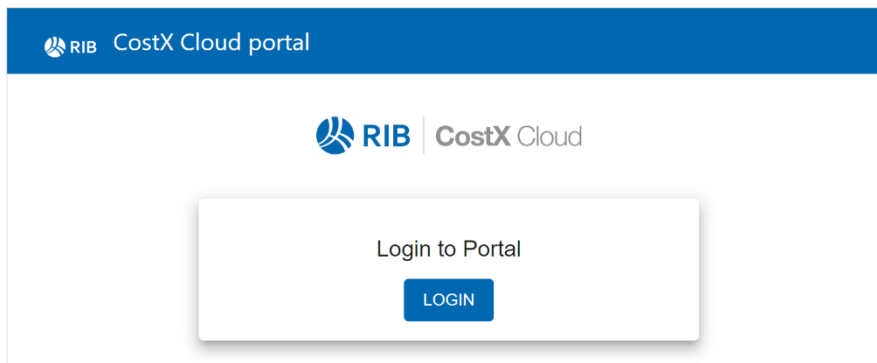 RIB CostX Cloud portal
RIB CostX Cloud
Login to Portal
LOGIN